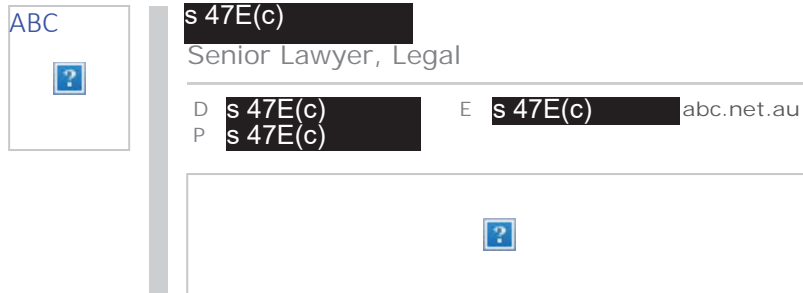 ABC
s 47E(c)
Senior Lawyer, Legal
D s 47E(c) E s 47E(c) abc.net.au
P s 47E(c)